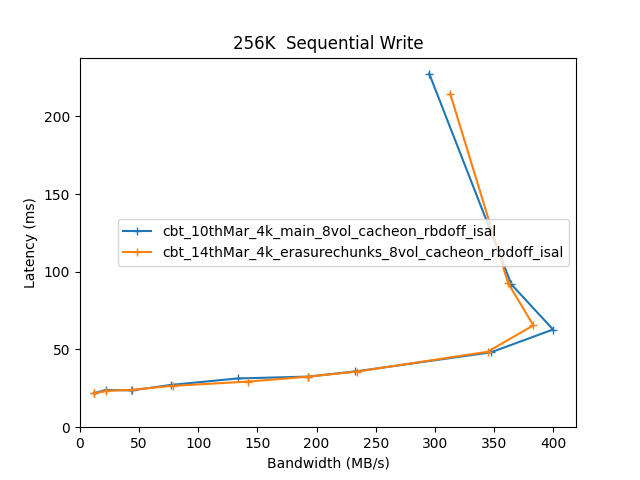 256K  Sequential Write
Latency (ms)
200
150
100
50
0
cbt_10thMar_4k_main_8vol_cacheon_rbdoff_isal
cbt_14thMar_4k_erasurechunks_8vol_cacheon_rbdoff_isal
0 50 100 150 200 250 300 350 400
Bandwidth (MB/s)